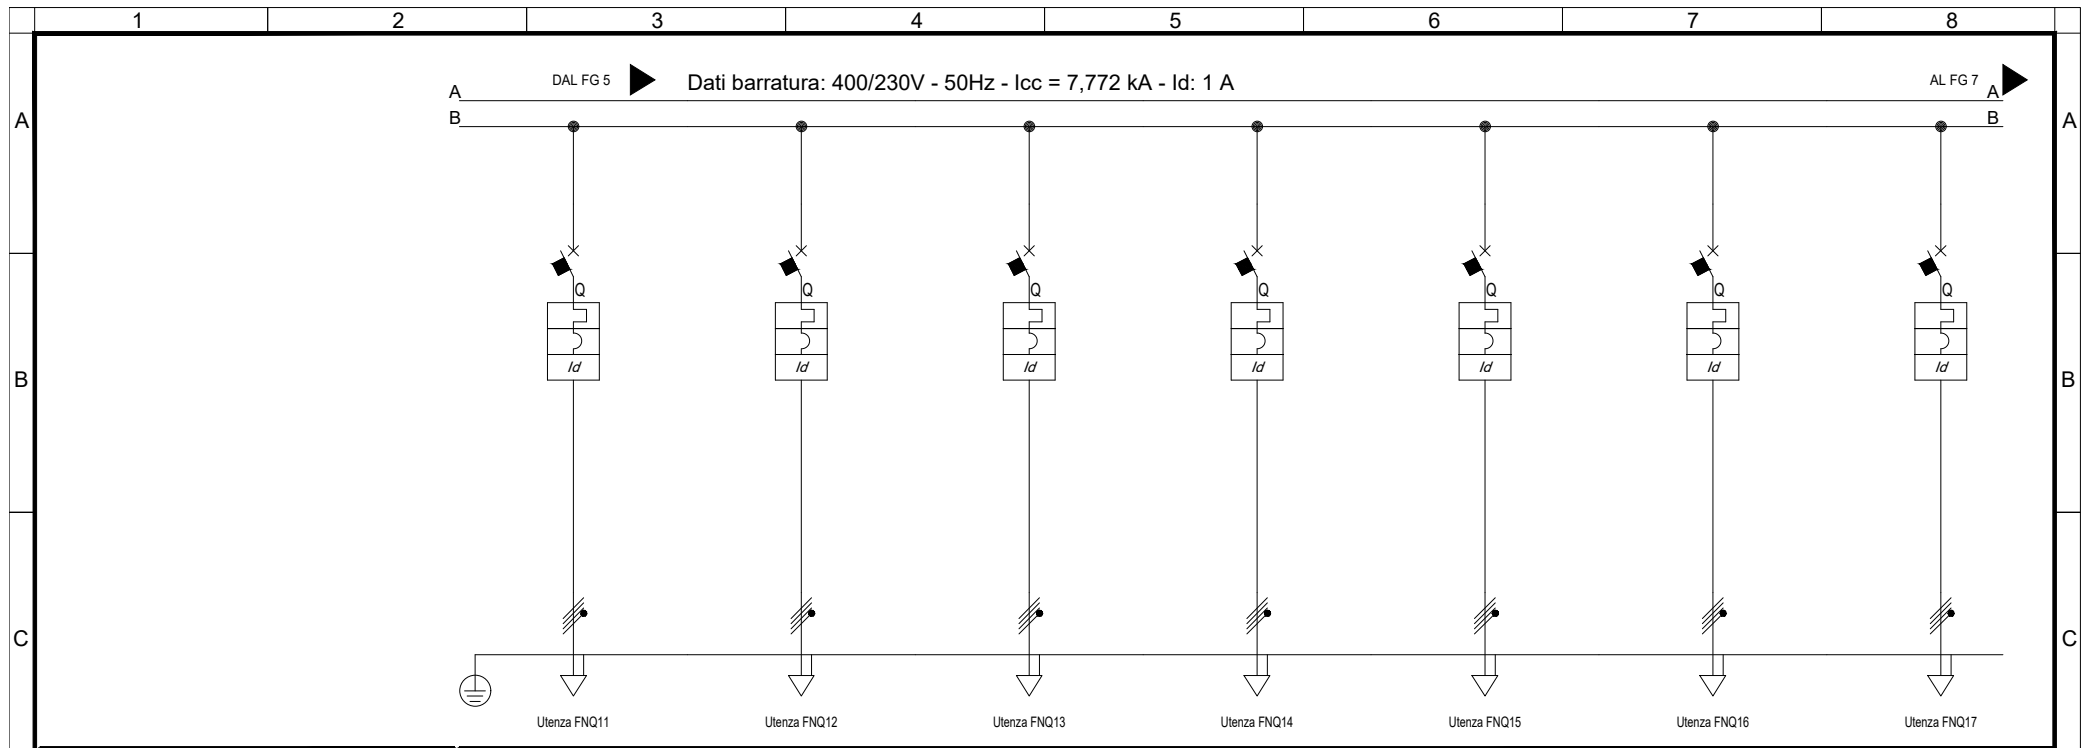 1 2 3 4 5 6 7 8
DAL FG 5 Dati barratura: 400/230V - 50Hz - Icc = 7,772 kA - Id: 1 A AL FG 7
A A
B B
A A
Q Q Q Q Q Q Q
Id Id Id Id Id Id Id
B B
C C
Utenza FNQ11 Utenza FNQ12 Utenza FNQ13 Utenza FNQ14 Utenza FNQ15 Utenza FNQ16 Utenza FNQ17